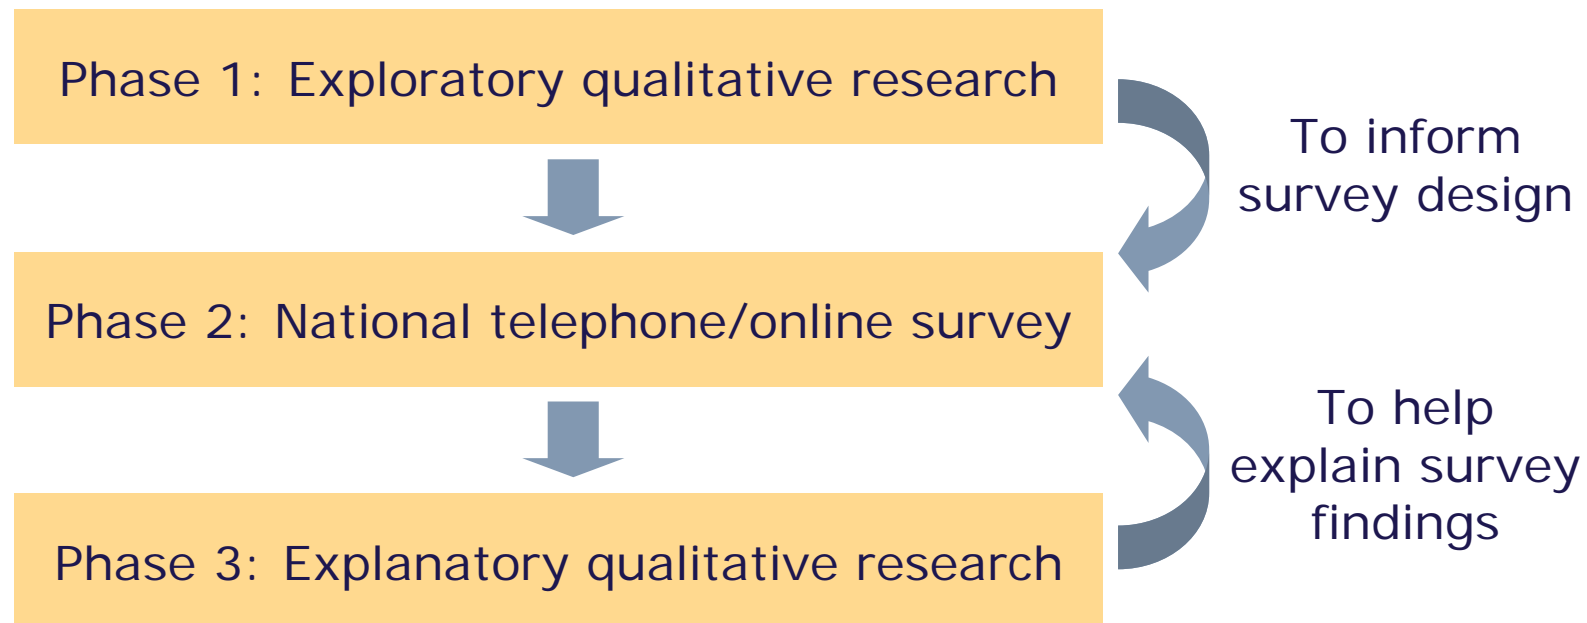 Phase 1: Exploratory qualitative research
To inform
survey design
Phase 2: National telephone/online survey
To help
explain survey
findings
Phase 3: Explanatory qualitative research